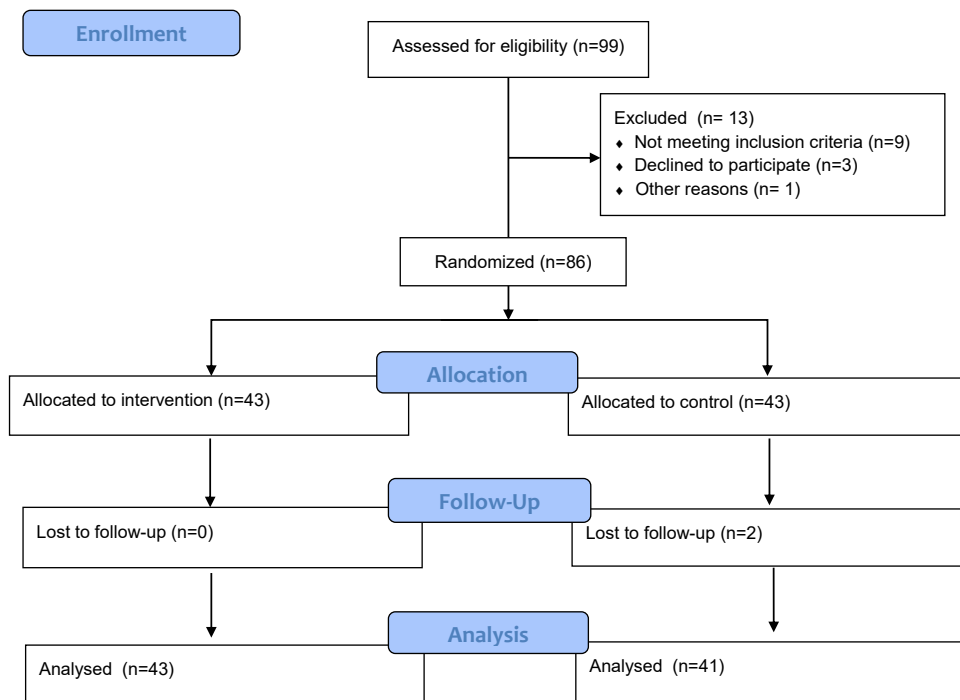 Enrollment
Assessed for eligibility (n=99)
Excluded (n= 13)
♦ Not meeting inclusion criteria (n=9)
♦ Declined to participate (n=3)
♦ Other reasons (n= 1)
Randomized (n=86)
Allocation
Allocated to intervention (n=43)
Allocated to control (n=43)
Follow-Up
Lost to follow-up (n=0)
Lost to follow-up (n=2)
Analysis
Analysed (n=43)
Analysed (n=41)